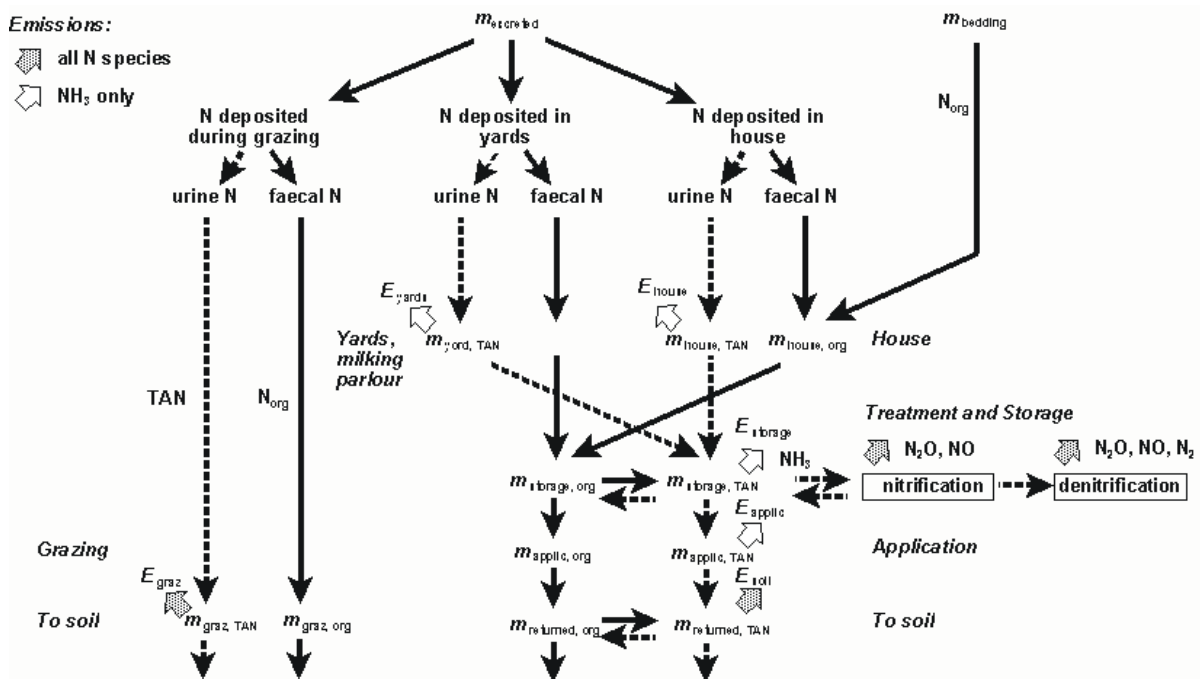 Emissions:
all N species
NH3 only
m excreted
m bedding
N deposited
during grazing
N deposited in
yards
N deposited in
house
Norg
urine N
faecal N
urine N
faecal N
urine N
faecal N
E yards
E house
m yard, TAN
m house, TAN
m house, org
House
Yards,
milking
parlour
TAN
Norg
Treatment and Storage
E storage
NH3
N2O, NO
N2O, NO, N2
m storage, org
m storage, TAN
nitrification
denitrification
E applic
Grazing
m applic, org
m applic, TAN
Application
E graz
E soil
To soil
m graz, TAN
m graz, org
m returned, org
m returned, TAN
To soil